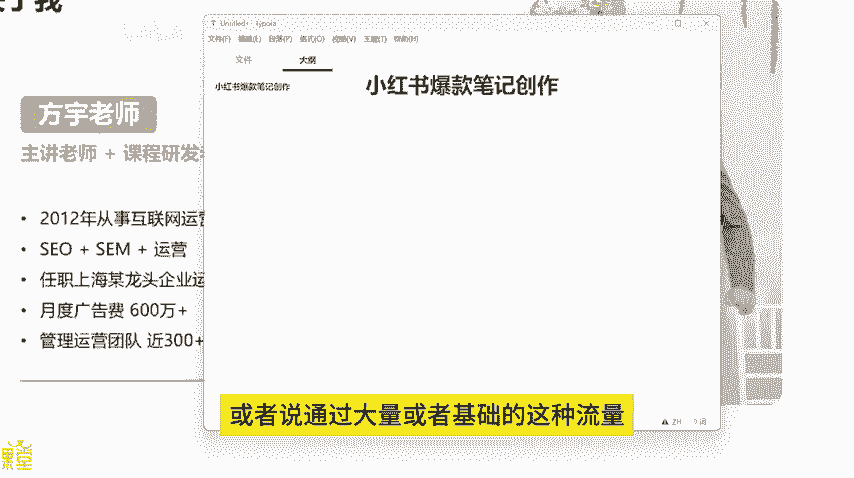 于我
方宇老师
主讲老师 + 课程研发
2012年从事互联网运营
SEO + SEM + 运营
任职上海某龙头企业运
月度广告费 600万+
管理运营团队 近300+
Untitled• - Typora
文件(F) 编辑(E) 段落(P) 格式(O) 视图(V) 主题(T) 帮助(H)
文件 大纲
小红书爆款笔记创作
小红书爆款笔记创作
ZH 9 词
或者说通过大量或者基础的这种流量
课堂